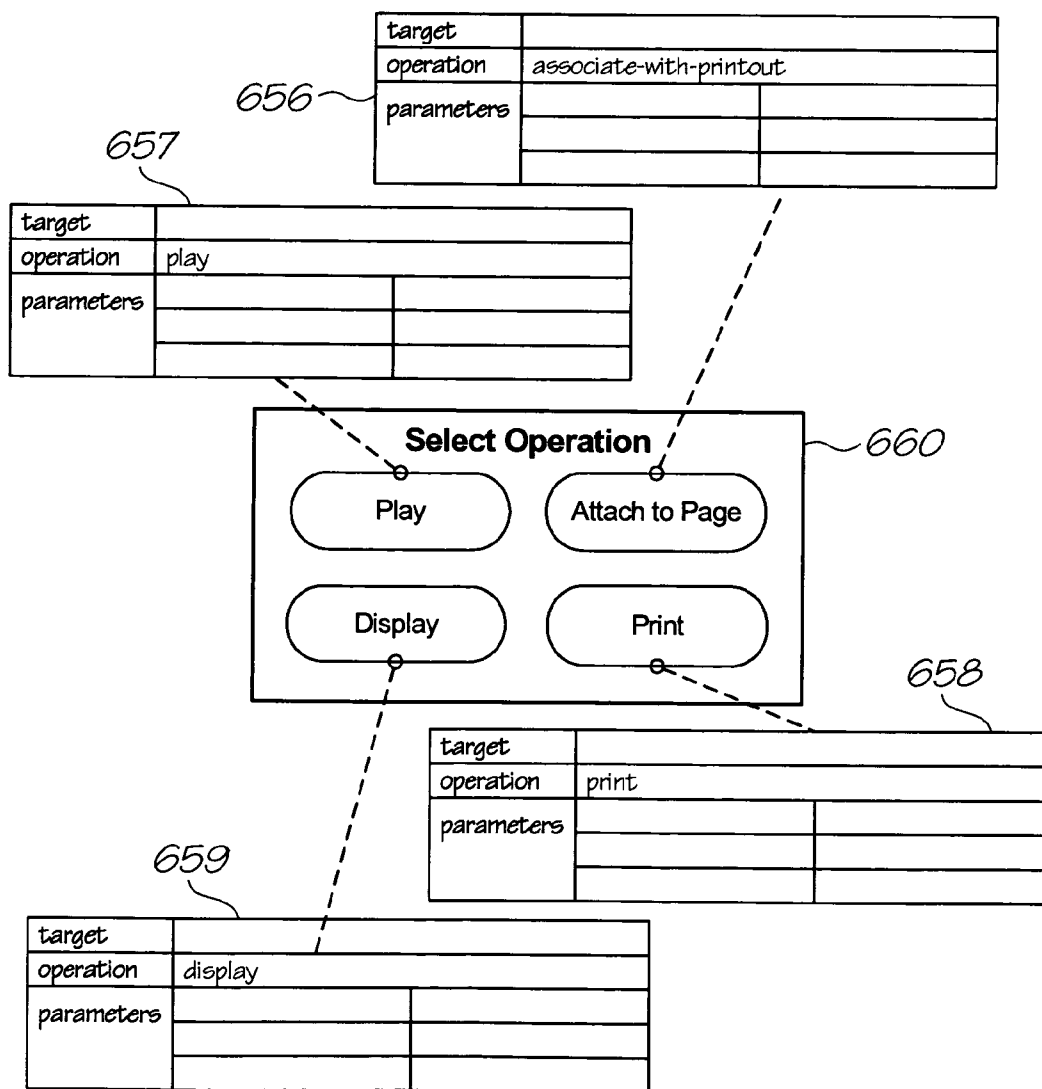 target
operation associate-with-printout
656
parameters
657
target
operation play
parameters
Select Operation
660
Play Attach to Page
Display Print
658
target
operation print
parameters
659
target
operation display
parameters